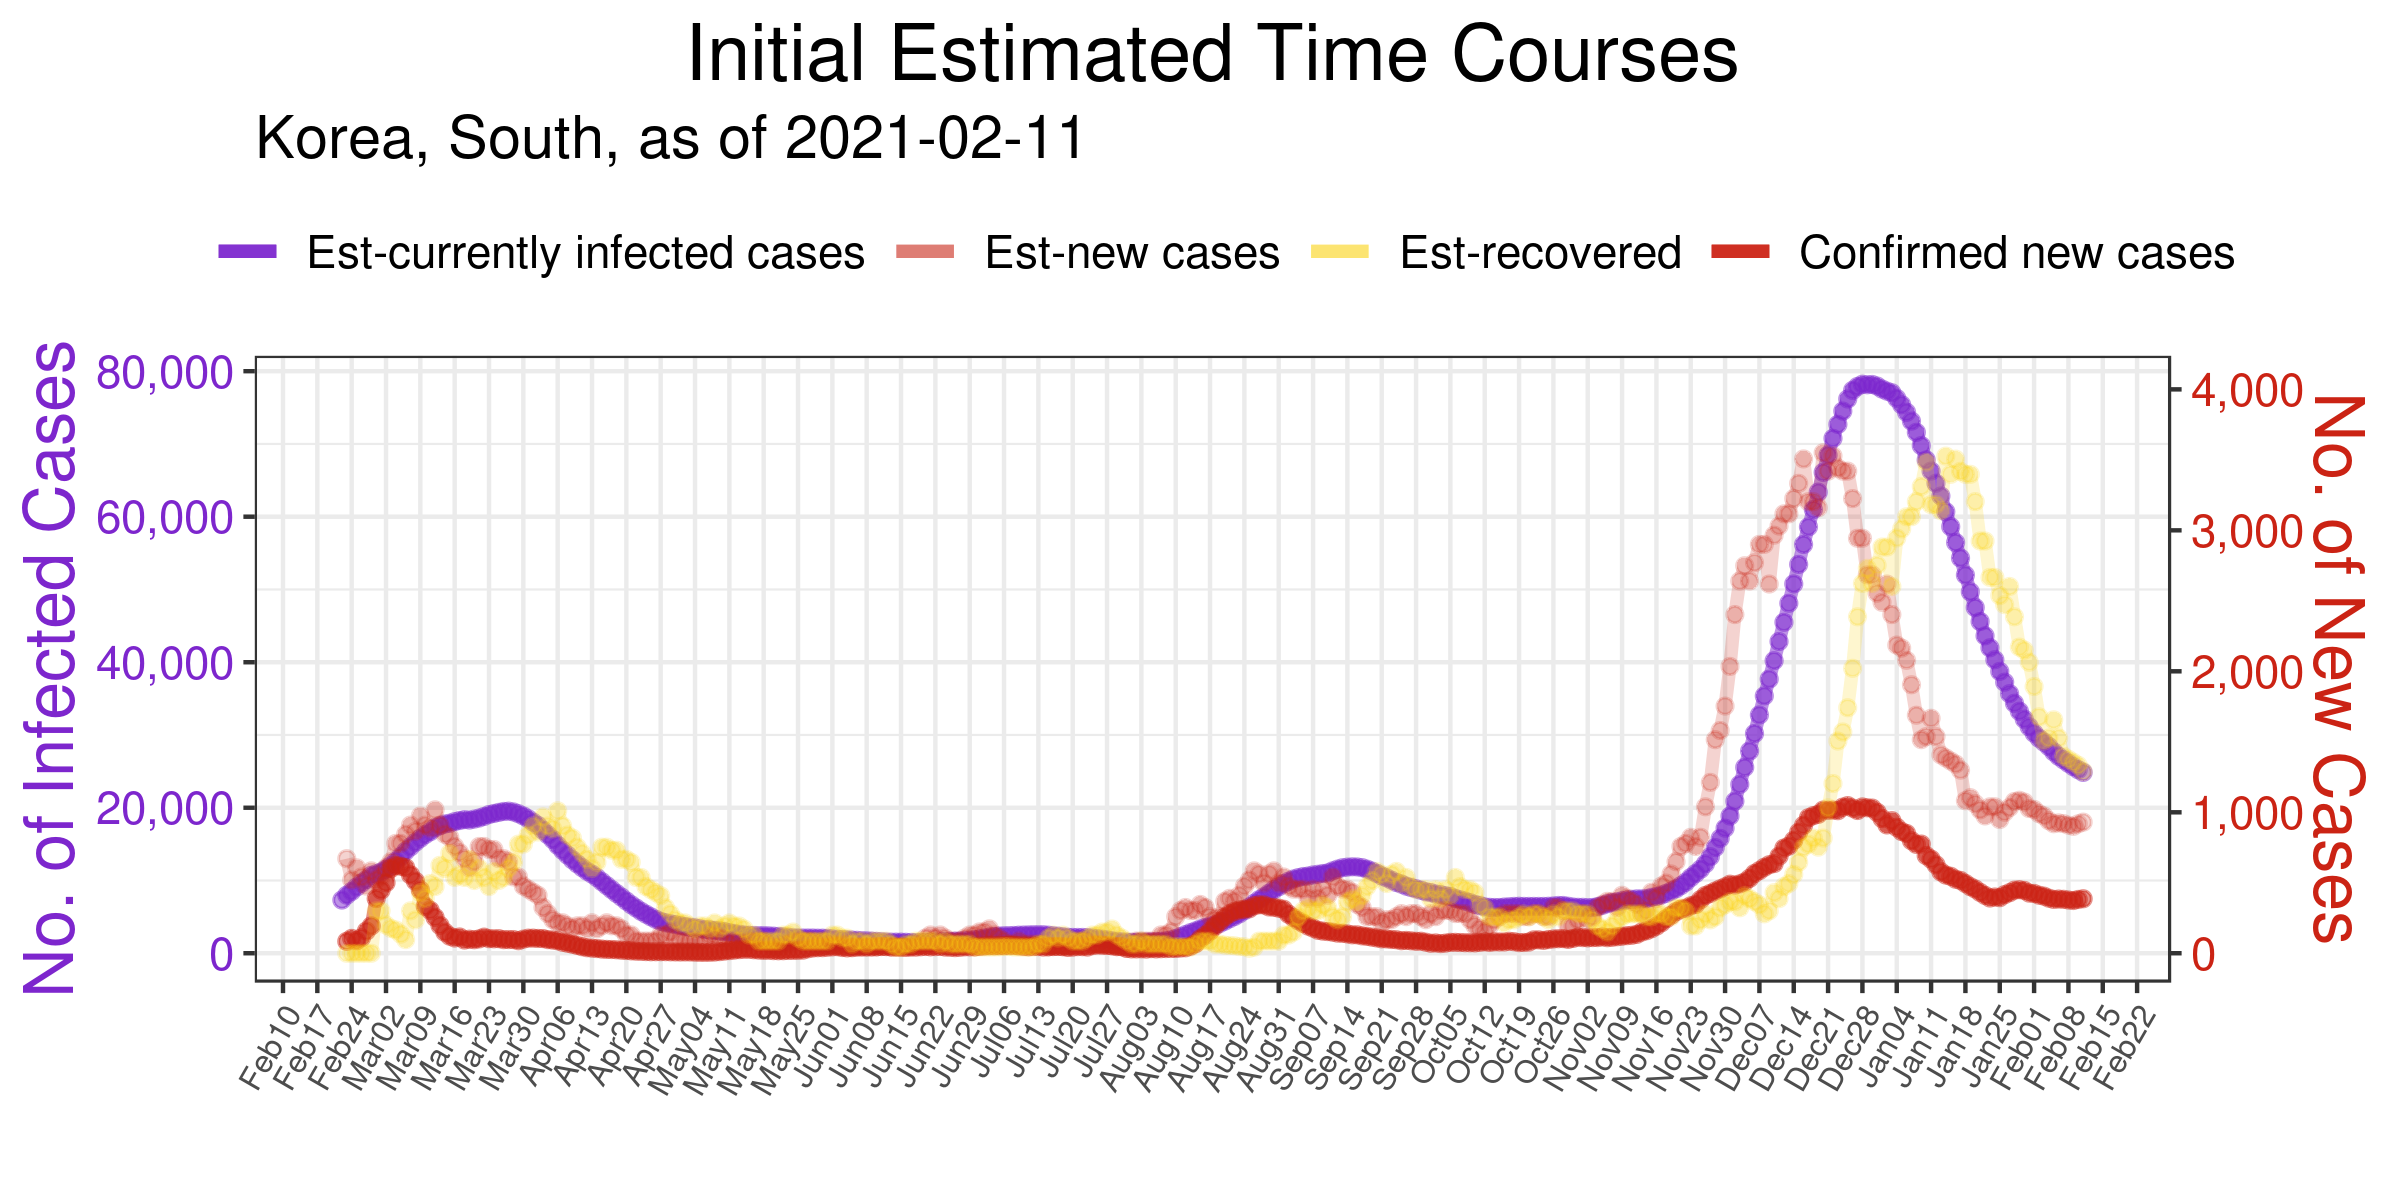 Initial Estimated Time Courses
Korea, South, as of 2021-02-11
Est-currently infected cases Est-new cases Est-recovered Confirmed new cases
No. of Infected Cases
80,000
60,000
40,000
20,000
0
4,000
3,000
2,000
1,000
0
No. of New Cases
Feb10 Feb17 Feb24 Mar02 Mar09 Mar16 Mar23 Mar30 Apr06 Apr13 Apr20 Apr27 May04 May11 May18 May25 Jun01 Jun08 Jun15 Jun22 Jun29 Jul06 Jul13 Jul20 Jul27 Aug03 Aug10 Aug17 Aug24 Aug31 Sep07 Sep14 Sep21 Sep28 Oct05 Oct12 Oct19 Oct26 Nov02 Nov09 Nov16 Nov23 Nov30 Dec07 Dec14 Dec21 Dec28 Jan04 Jan11 Jan18 Jan25 Feb01 Feb08 Feb15 Feb22